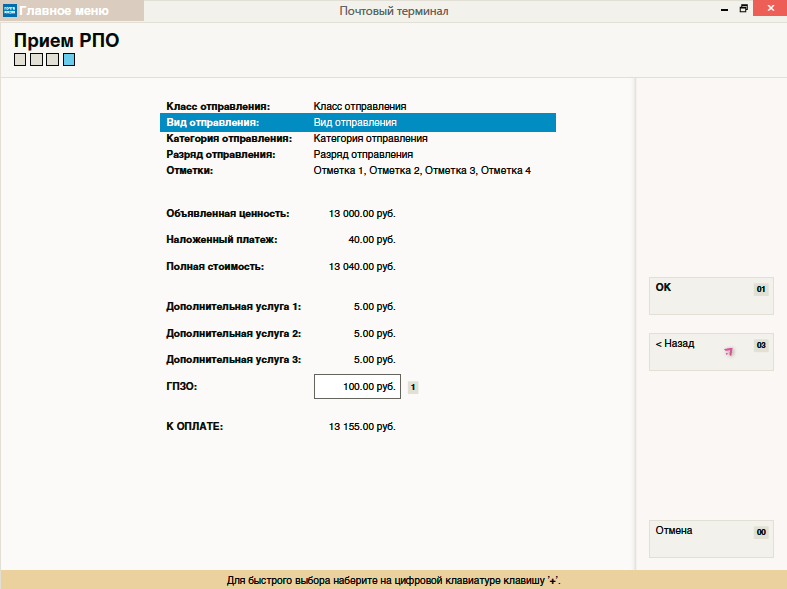 Главное меню
Почтовый терминал
Прием РПО
Класс отправления: Класс отправления
Вид отправления: Вид отправления
Категория отправления: Категория отправления
Разряд отправления: Разряд отправления
Отметки: Отметка 1, Отметка 2, Отметка 3, Отметка 4
Объявленная ценность: 13 000.00 руб.
Наложенный платеж: 40.00 руб.
Полная стоимость: 13 040.00 руб.
Дополнительная услуга 1: 5.00 руб.
Дополнительная услуга 2: 5.00 руб.
Дополнительная услуга 3: 5.00 руб.
ГПЗО: 100.00 руб. 1
К ОПЛАТЕ: 13 155.00 руб.
OK 01
< Назад 03
Отмена 00
Для быстрого выбора наберите на цифровой клавиатуре клавишу '+'.